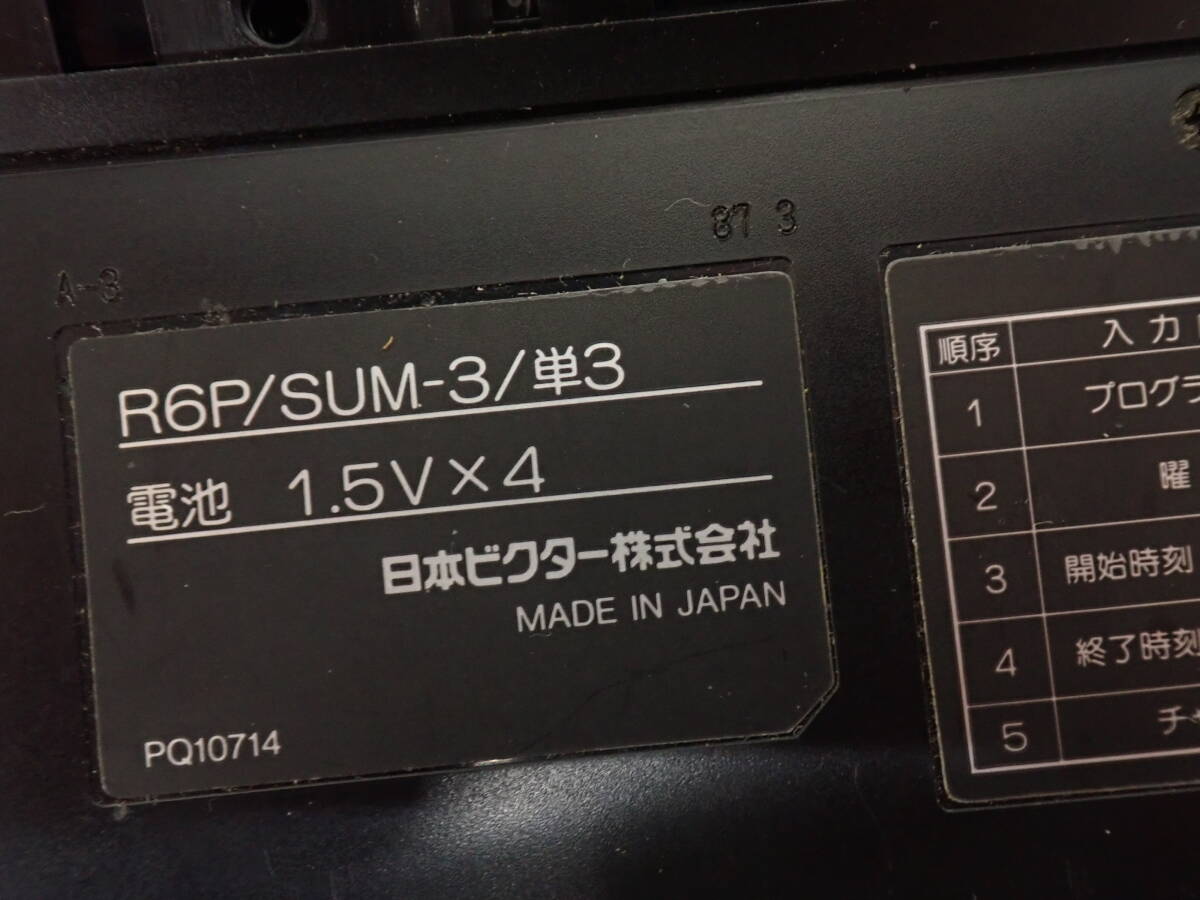 A-3
87 3
R6P/SUM-3/単3
電池 1.5V×4
日本ビクター株式会社
MADE IN JAPAN
PQ10714
順序 入力
1 プログラ
2 曜
3 開始時刻
4 終了時刻
5 チャ